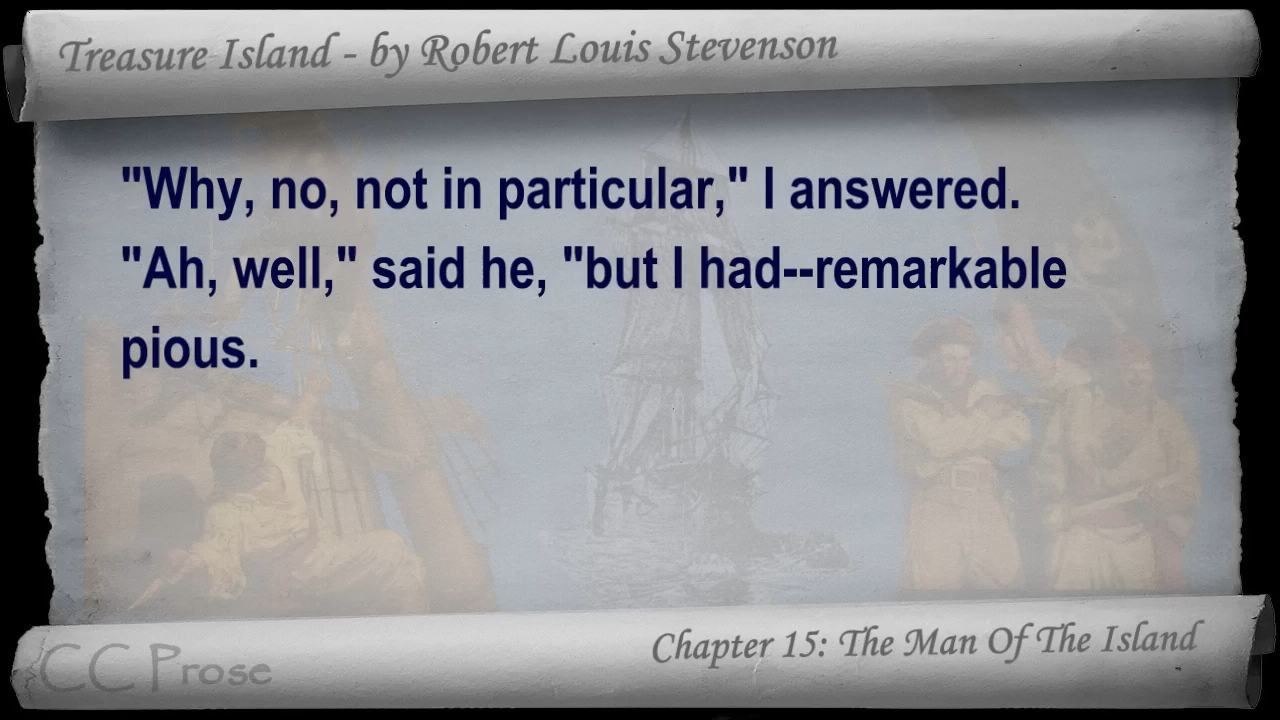 Treasure Island - by Robert Louis Stevenson
"Why, no, not in particular," I answered.
"Ah, well," said he, "but I had--remarkable
pious.
Chapter 15: The Man Of The Island
CC Prose